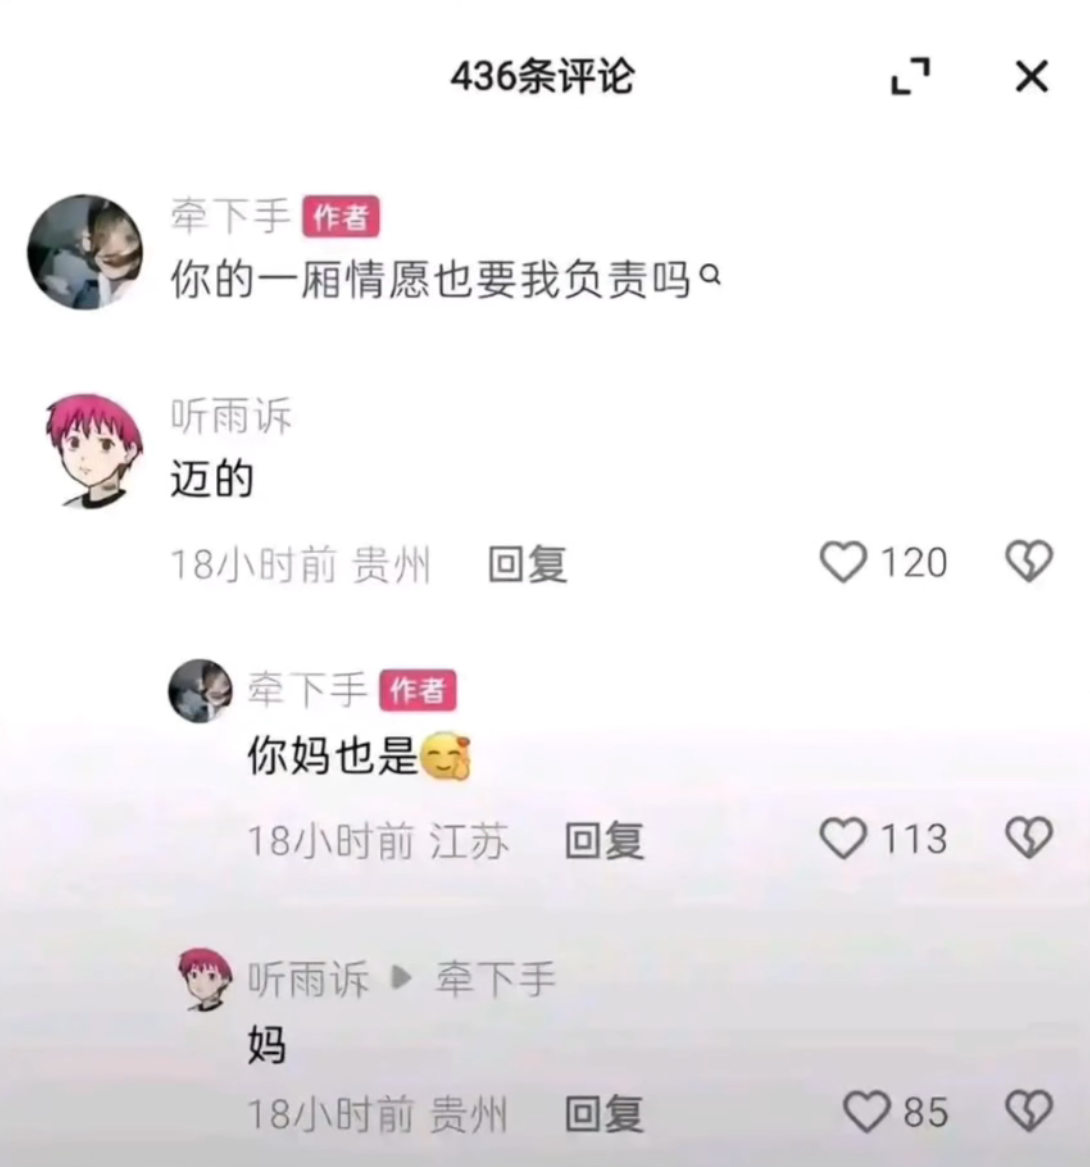 436条评论
牵下手 作者
你的一厢情愿也要我负责吗
听雨诉
迈的
18小时前 贵州 回复 120
牵下手 作者
你妈也是🥰
18小时前 江苏 回复 113
听雨诉 ▶ 牵下手
妈
18小时前 贵州 回复 85